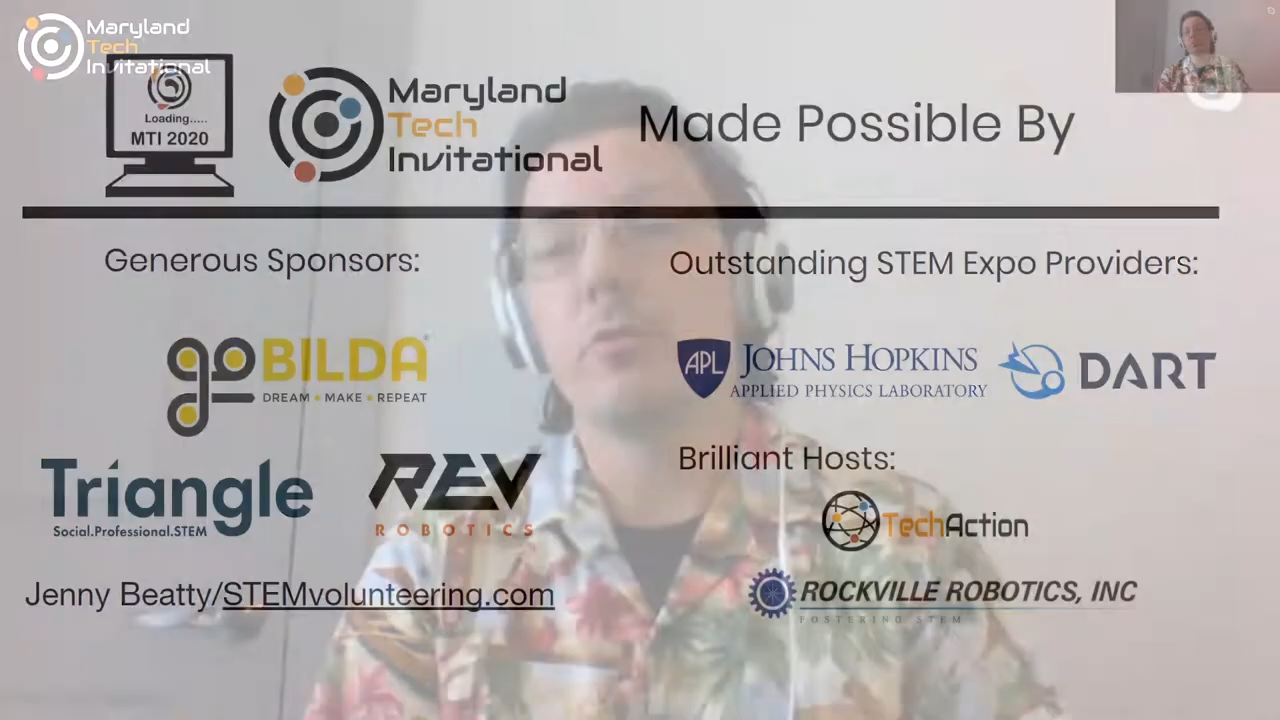 Maryland
Tech
Invitational
Loading.....
MTI 2020
Maryland
Tech
Invitational
Made Possible By
Generous Sponsors:
goBILDA
DREAM • MAKE • REPEAT
Triangle
Social.Professional.STEM
REV
ROBOTICS
Jenny Beatty/STEMvolunteering.com
Outstanding STEM Expo Providers:
APL
JOHNS HOPKINS
APPLIED PHYSICS LABORATORY
DART
Brilliant Hosts:
TechAction
ROCKVILLE ROBOTICS, INC
FOSTERING STEM